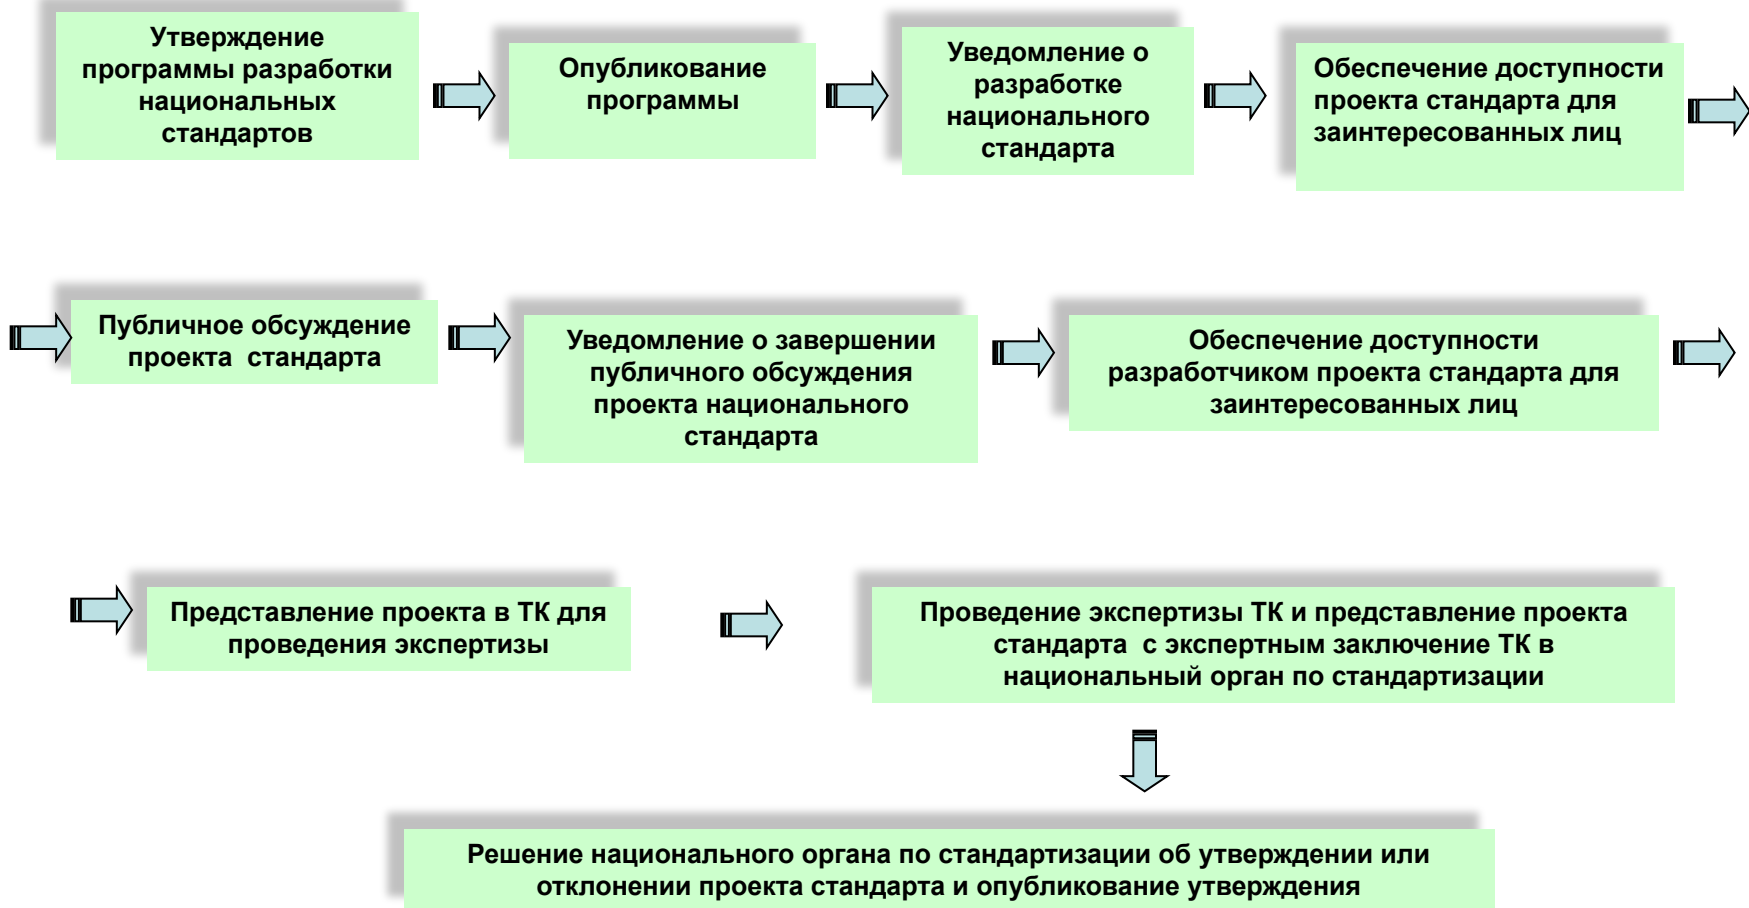 Утверждение
программы разработки
национальных
стандартов
Опубликование
программы
Уведомление о
разработке
национального
стандарта
Обеспечение доступности
проекта стандарта для
заинтересованных лиц
Публичное обсуждение
проекта стандарта
Уведомление о завершении
публичного обсуждения
проекта национального
стандарта
Обеспечение доступности
разработчиком проекта стандарта для
заинтересованных лиц
Представление проекта в ТК для
проведения экспертизы
Проведение экспертизы ТК и представление проекта
стандарта с экспертным заключение ТК в
национальный орган по стандартизации
Решение национального органа по стандартизации об утверждении или
отклонении проекта стандарта и опубликование утверждения